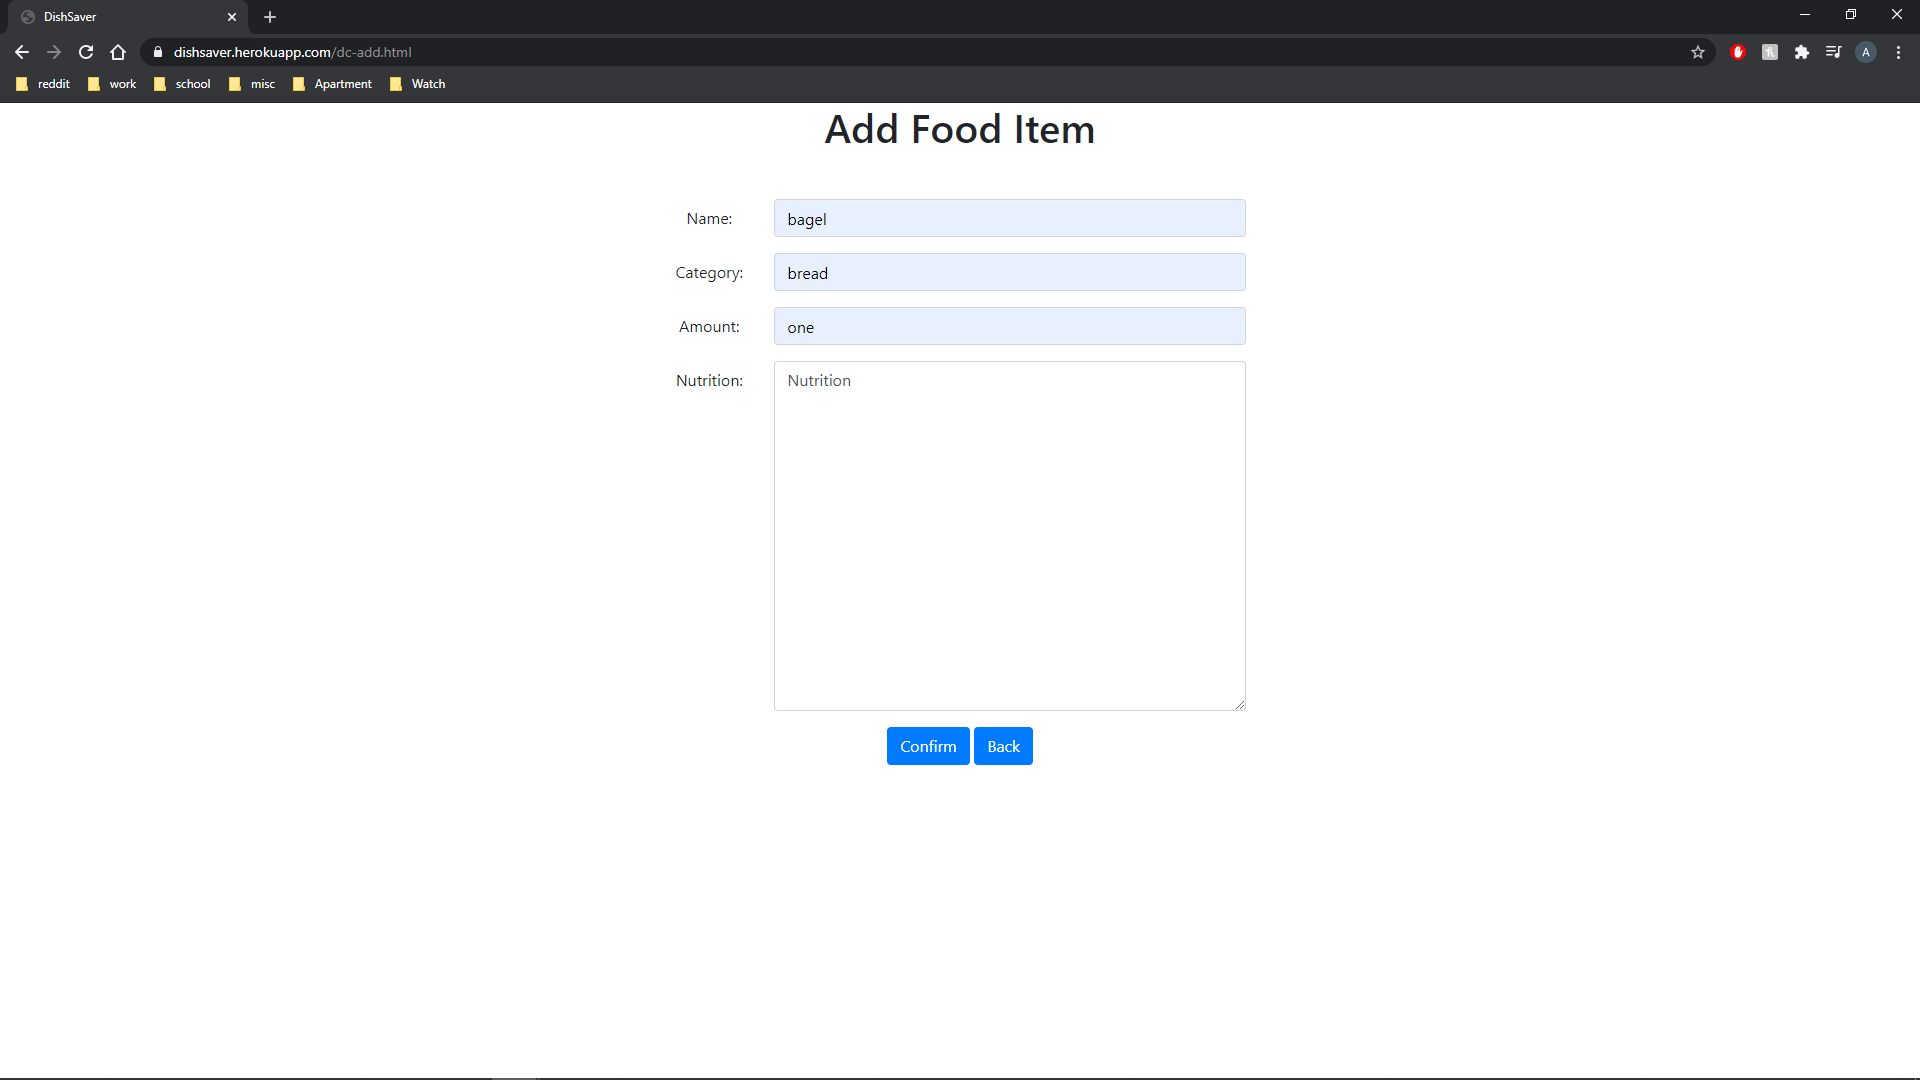 DishSaver
dishsaver.herokuapp.com/dc-add.html
A
reddit work school misc Apartment Watch
Add Food Item
Name: bagel
Category: bread
Amount: one
Nutrition: Nutrition
Confirm Back